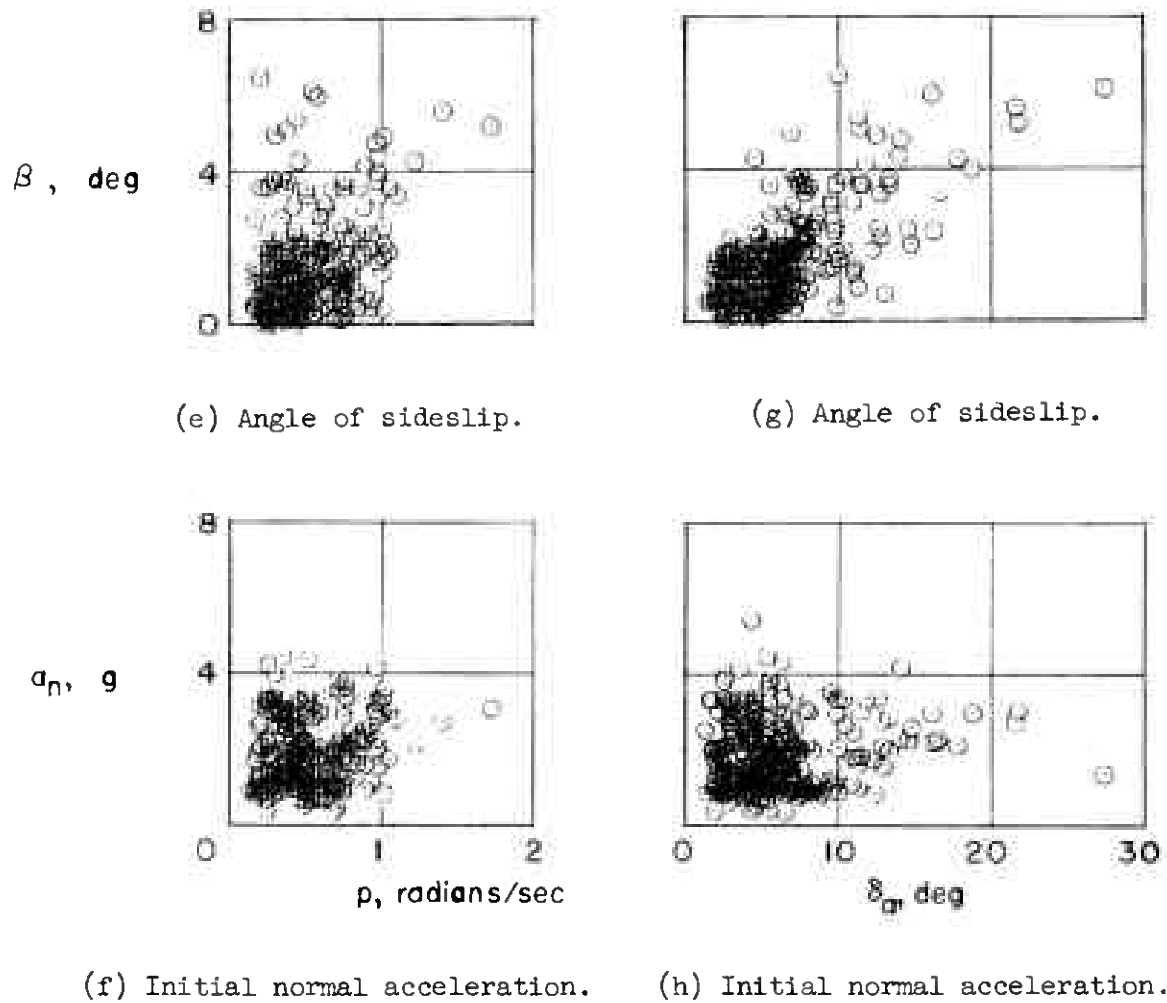 8
β, deg
4
0
(e) Angle of sideslip.
(g) Angle of sideslip.
8
aₙ, g
4
0 1 2
0 10 20 30
p, radians/sec
δₐ, deg
(f) Initial normal acceleration.
(h) Initial normal acceleration.